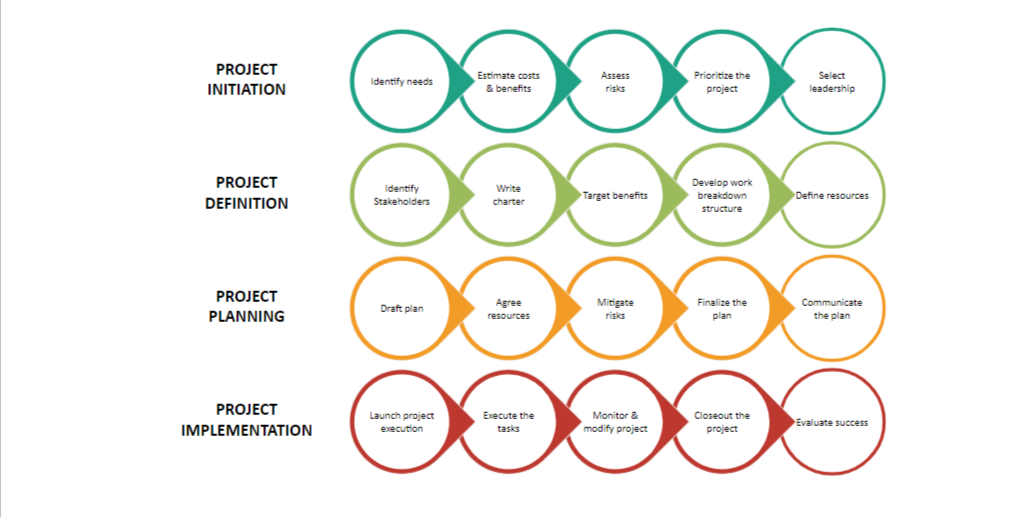 PROJECT
INITIATION
Identify needs
Estimate costs
& benefits
Assess
risks
Prioritize the
project
Select
leadership
PROJECT
DEFINITION
Identify
Stakeholders
Write
charter
Target benefits
Develop work
breakdown
structure
Define resources
PROJECT
PLANNING
Draft plan
Agree
resources
Mitigate
risks
Finalize the
plan
Communicate
the plan
PROJECT
IMPLEMENTATION
Launch project
execution
Execute the
tasks
Monitor &
modify project
Closeout the
project
Evaluate success